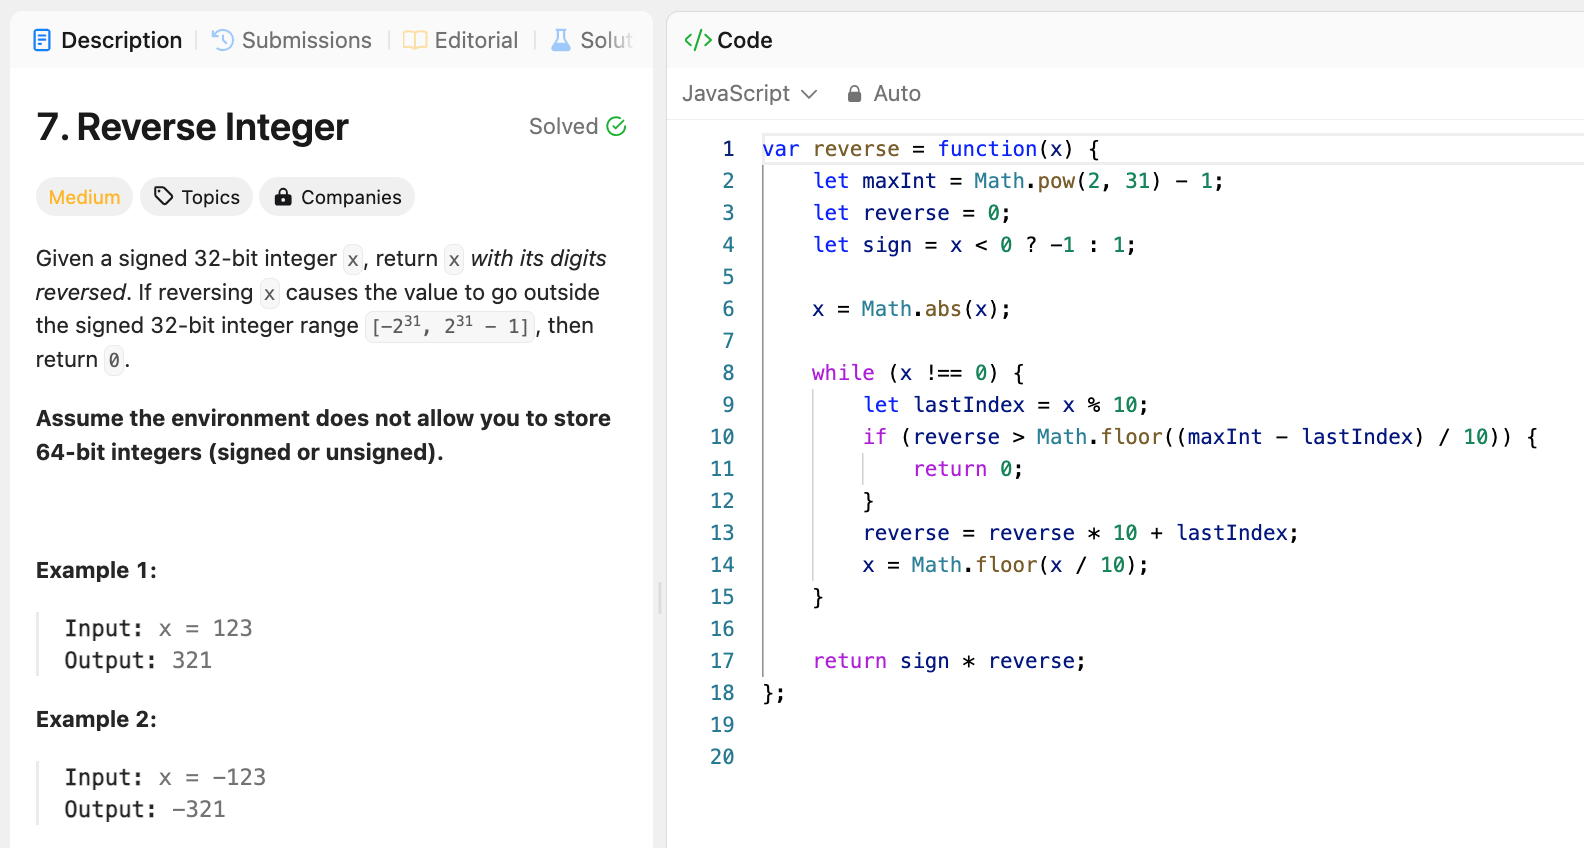 Description
Submissions
Editorial
Solut
7. Reverse Integer
Solved
Medium
Topics
Companies
Given a signed 32-bit integer x, return x with its digits
reversed. If reversing x causes the value to go outside
the signed 32-bit integer range [-2³¹, 2³¹ - 1], then
return 0.
Assume the environment does not allow you to store
64-bit integers (signed or unsigned).
Example 1:
Input: x = 123
Output: 321
Example 2:
Input: x = -123
Output: -321
</> Code
JavaScript
Auto
1 var reverse = function(x) {
2     let maxInt = Math.pow(2, 31) - 1;
3     let reverse = 0;
4     let sign = x < 0 ? -1 : 1;
5
6     x = Math.abs(x);
7
8     while (x !== 0) {
9         let lastIndex = x % 10;
10         if (reverse > Math.floor((maxInt - lastIndex) / 10)) {
11             return 0;
12         }
13         reverse = reverse * 10 + lastIndex;
14         x = Math.floor(x / 10);
15     }
16
17     return sign * reverse;
18 };
19
20